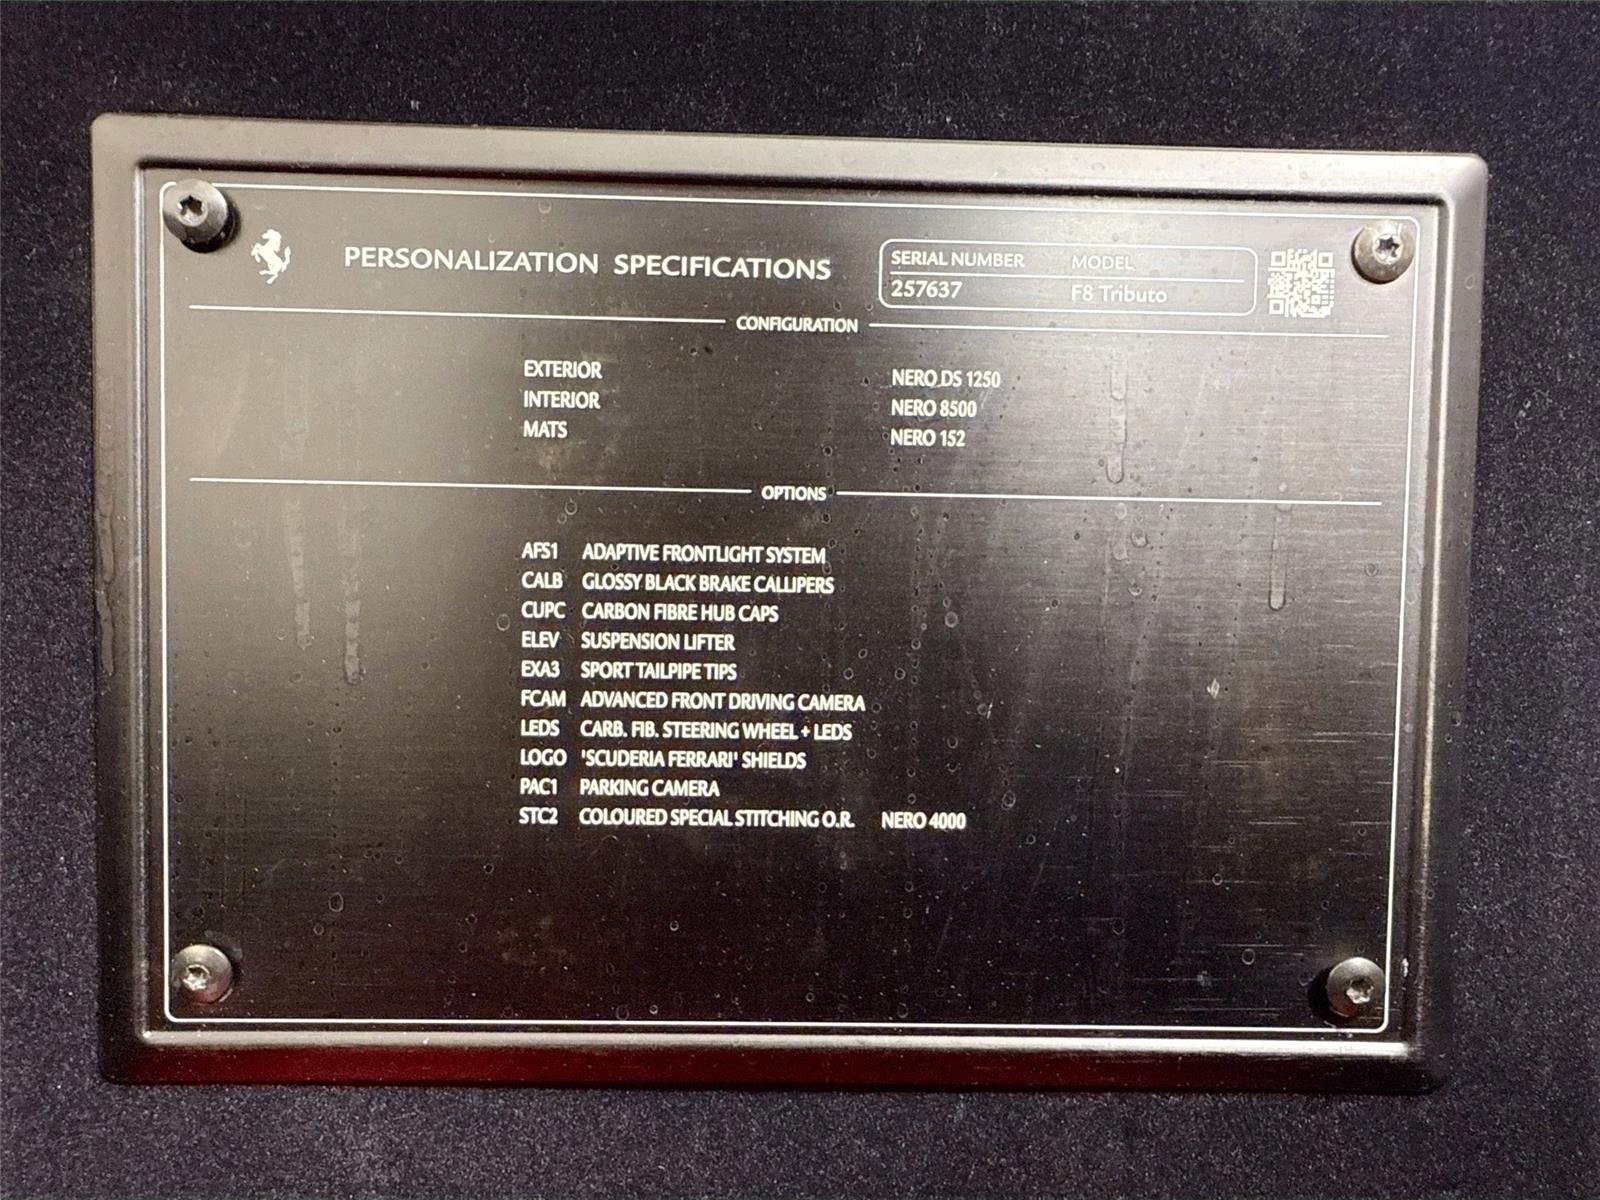 PERSONALIZATION SPECIFICATIONS
SERIAL NUMBER MODEL
257637 F8 Tributo
CONFIGURATION
EXTERIOR NERO DS 1250
INTERIOR NERO 8500
MATS NERO 152
OPTIONS
AFS1 ADAPTIVE FRONTLIGHT SYSTEM
CALB GLOSSY BLACK BRAKE CALLIPERS
CUPC CARBON FIBRE HUB CAPS
ELEV SUSPENSION LIFTER
EXA3 SPORT TAILPIPE TIPS
FCAM ADVANCED FRONT DRIVING CAMERA
LEDS CARB. FIB. STEERING WHEEL + LEDS
LOGO 'SCUDERIA FERRARI' SHIELDS
PAC1 PARKING CAMERA
STC2 COLOURED SPECIAL STITCHING O.R. NERO 4000